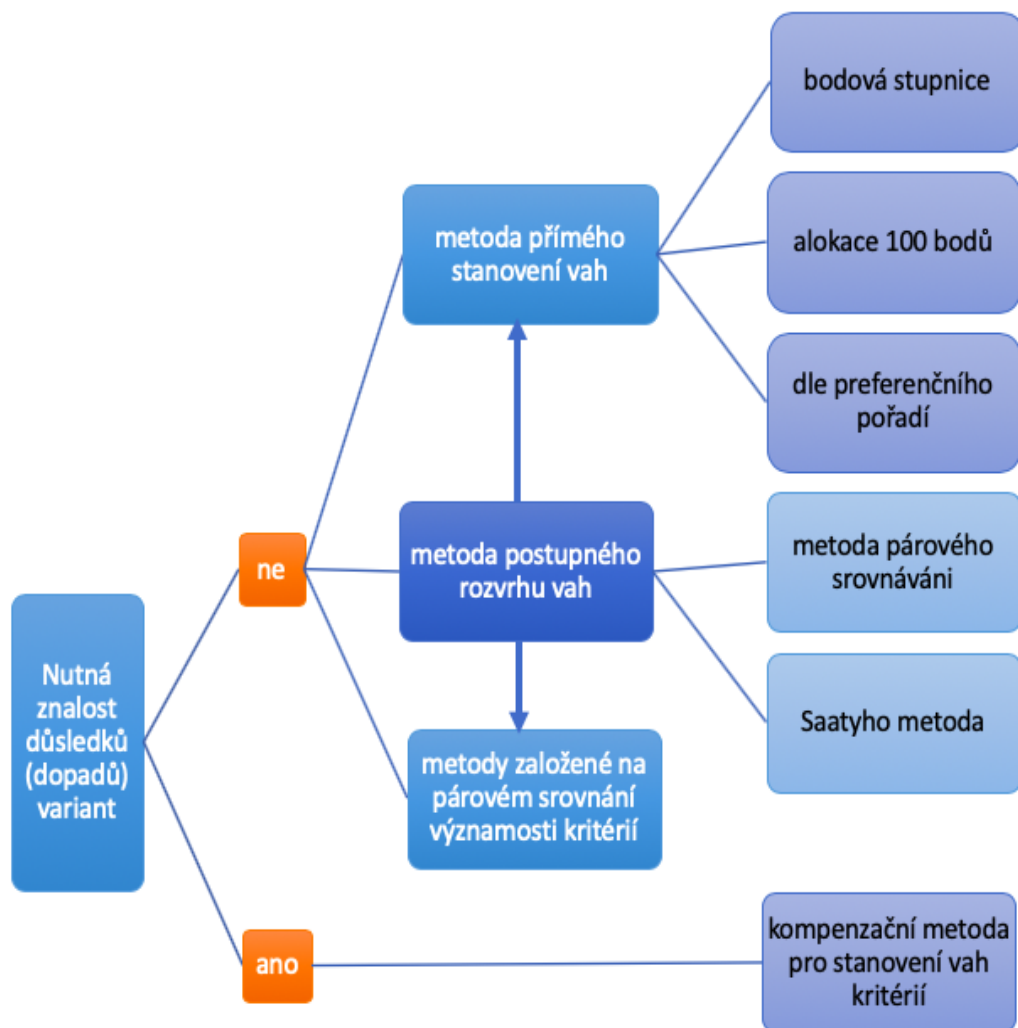 Nutná
znalost
důsledků
(dopadů)
variant
ne
ano
metoda přímého
stanovení vah
metoda postupného
rozvrhu vah
metody založené na
párovém srovnání
významosti kritérií
bodová stupnice
alokace 100 bodů
dle preferenčního
pořadí
metoda párového
srovnáváni
Saatyho metoda
kompenzační metoda
pro stanovení vah
kritérií